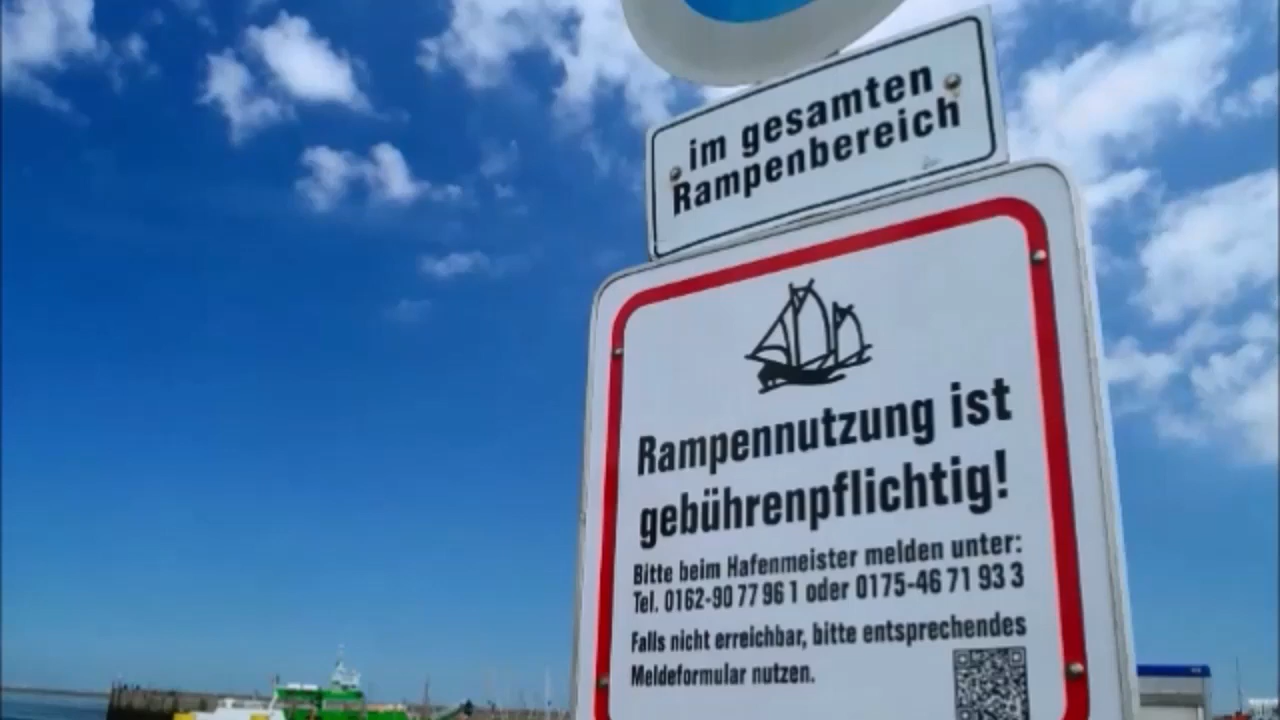 im gesamten
Rampenbereich
Rampennutzung ist
gebührenpflichtig!
Bitte beim Hafenmeister melden unter:
Tel. 0162-90 77 96 1 oder 0175-46 71 93 3
Falls nicht erreichbar, bitte entsprechendes
Meldeformular nutzen.